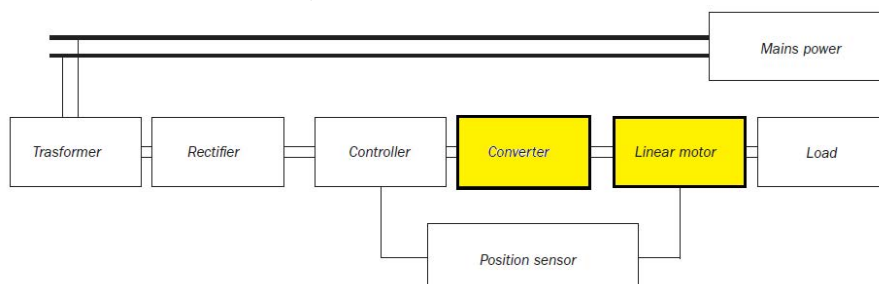 Mains power
Trasformer
Rectifier
Controller
Converter
Linear motor
Load
Position sensor